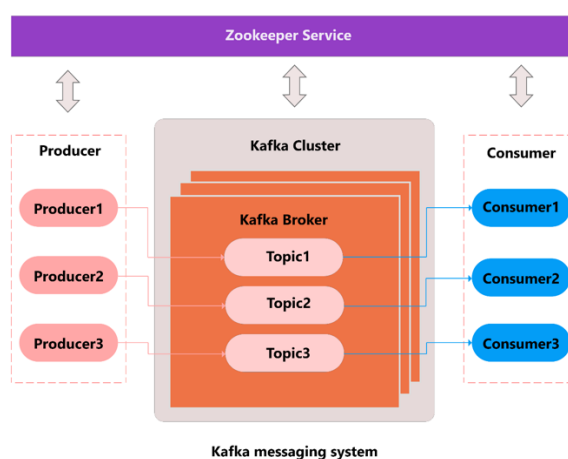 Zookeeper Service
Producer
Kafka Cluster
Consumer
Producer1
Kafka Broker
Consumer1
Topic1
Producer2
Topic2
Consumer2
Producer3
Topic3
Consumer3
Kafka messaging system